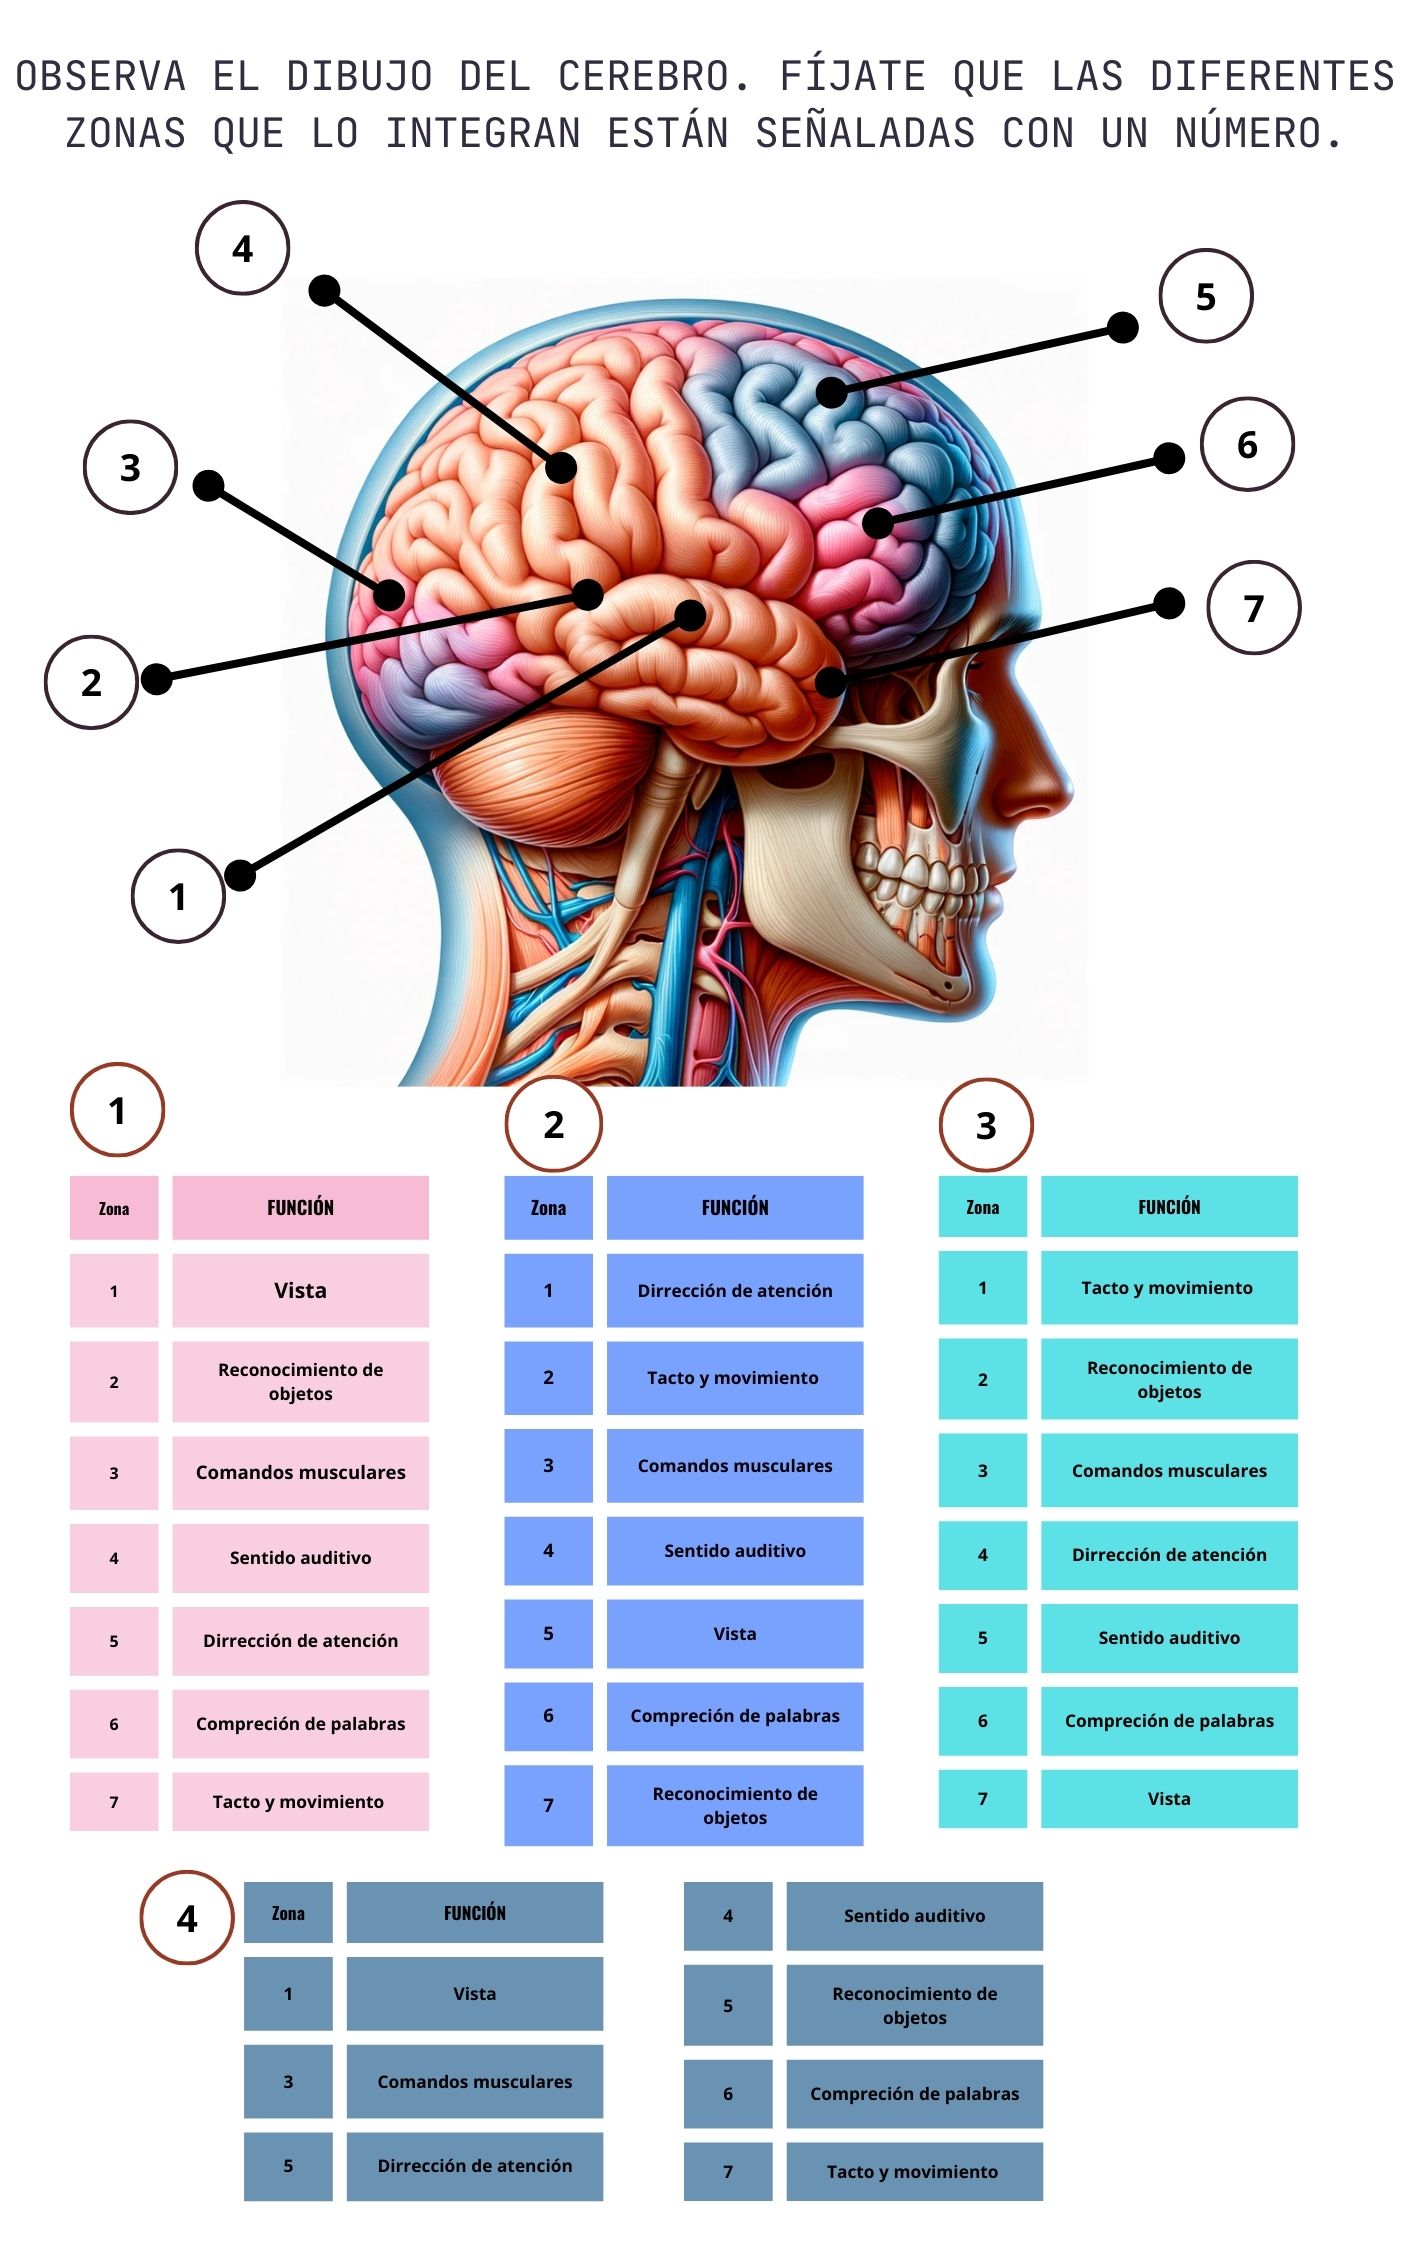 OBSERVA EL DIBUJO DEL CEREBRO. FÍJATE QUE LAS DIFERENTES
ZONAS QUE LO INTEGRAN ESTÁN SEÑALADAS CON UN NÚMERO.
4
5
6
3
7
2
1
1
Zona FUNCIÓN
1 Vista
2 Reconocimiento de
objetos
3 Comandos musculares
4 Sentido auditivo
5 Dirrección de atención
6 Compreción de palabras
7 Tacto y movimiento
2
Zona FUNCIÓN
1 Dirrección de atención
2 Tacto y movimiento
3 Comandos musculares
4 Sentido auditivo
5 Vista
6 Compreción de palabras
7 Reconocimiento de
objetos
3
Zona FUNCIÓN
1 Tacto y movimiento
2 Reconocimiento de
objetos
3 Comandos musculares
4 Dirrección de atención
5 Sentido auditivo
6 Compreción de palabras
7 Vista
4
Zona FUNCIÓN
1 Vista
3 Comandos musculares
5 Dirrección de atención
4 Sentido auditivo
5 Reconocimiento de
objetos
6 Compreción de palabras
7 Tacto y movimiento